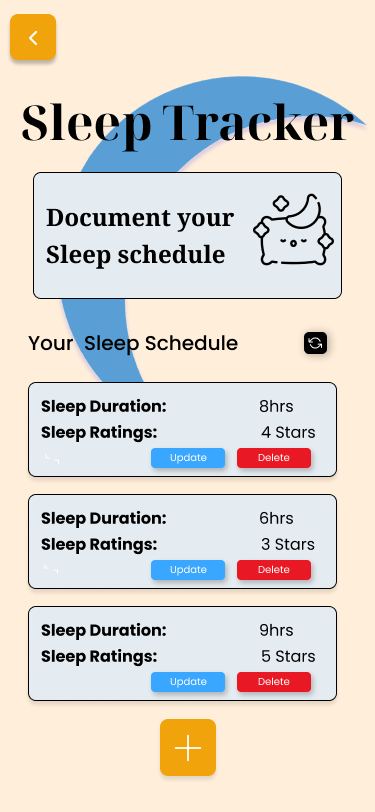 Sleep Tracker
Document your
Sleep schedule
Your Sleep Schedule
Sleep Duration: 8hrs
Sleep Ratings: 4 Stars
Update Delete
Sleep Duration: 6hrs
Sleep Ratings: 3 Stars
Update Delete
Sleep Duration: 9hrs
Sleep Ratings: 5 Stars
Update Delete